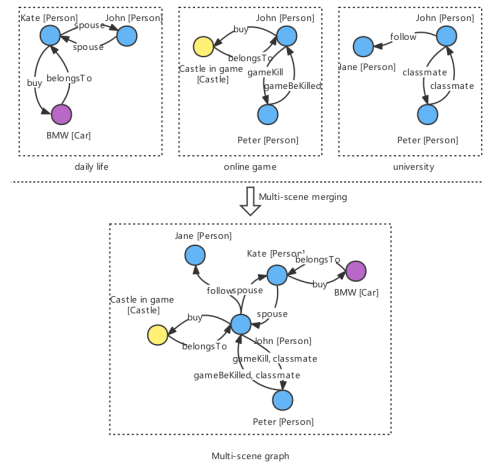 Kate [Person]
John [Person]
spouse
spouse
buy
belongsTo
BMW [Car]
daily life
John [Person]
buy
belongsTo
Castle in game
[Castle]
gameKill
gameBeKilled
Peter [Person]
online game
John [Person]
follow
Jane [Person]
classmate
classmate
Peter [Person]
university
Multi-scene merging
Jane [Person]
Kate [Person]
belongsTo
buy
BMW [Car]
follow
spouse
spouse
Castle in game
[Castle]
buy
belongsTo
John [Person]
gameKill, classmate
gameBeKilled, classmate
Peter [Person]
Multi-scene graph